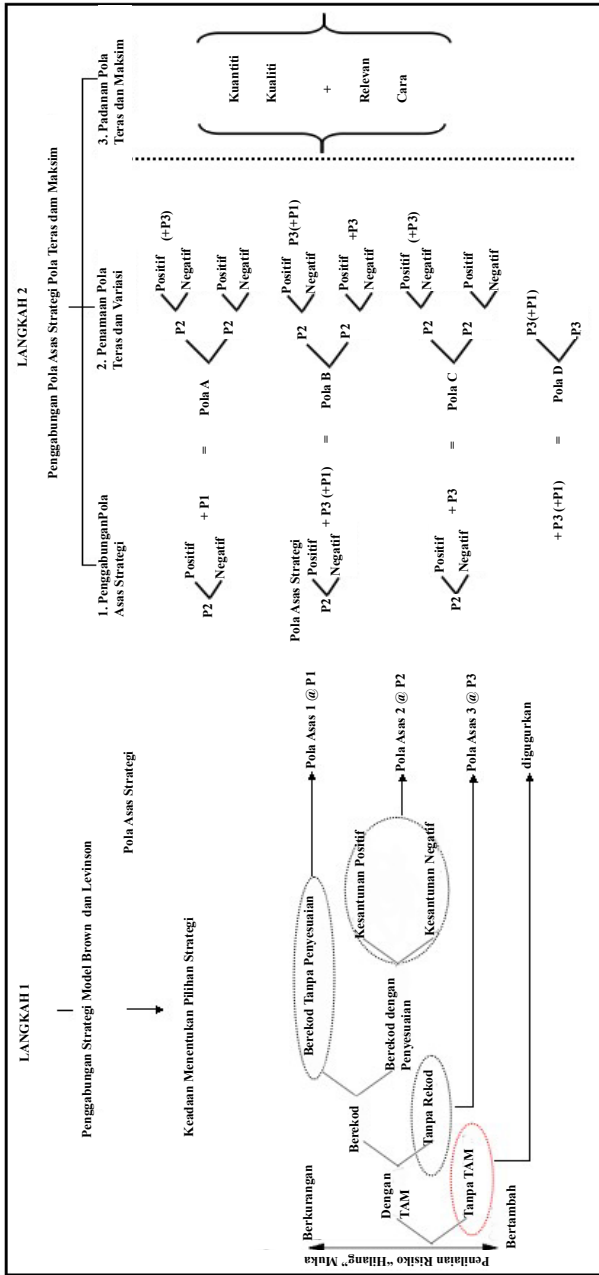 LANGKAH 1
Penggabungan Strategi Model Brown dan Levinson
Pola Asas Strategi
Keadaan Menentukan Pilihan Strategi
Penilaian Risiko "Hilang" Muka
Berkurangan
Bertambah
Dengan
TAM
Tanpa TAM
Berekod
Tanpa Rekod
Berekod Tanpa Penyesuaian
Berekod dengan
Penyesuaian
Kesantunan Positif
Kesantunan Negatif
Pola Asas 1 @ P1
Pola Asas 2 @ P2
Pola Asas 3 @ P3
digugurkan
LANGKAH 2
Penggabungan Pola Asas Strategi Pola Teras dam Maksim
1. PenggabunganPola
Asas Strategi
2. Penamaan Pola
Teras dan Variasi
3. Padanan Pola
Teras dan Maksim
P2
Positif
Negatif
+ P1
=
Pola A
P2
Positif
Negatif
(+P3)
P2
Positif
Negatif
Pola Asas Strategi
P2
Positif
Negatif
+ P3 (+P1)
=
Pola B
P2
Positif
Negatif
P3(+P1)
P2
Positif
Negatif
+P3
P2
Positif
Negatif
+ P3
=
Pola C
P2
Positif
Negatif
(+P3)
P2
Positif
Negatif
+ P3 (+P1)
=
Pola D
P3(+P1)
P3
Kuantiti
Kualiti
+
Relevan
Cara